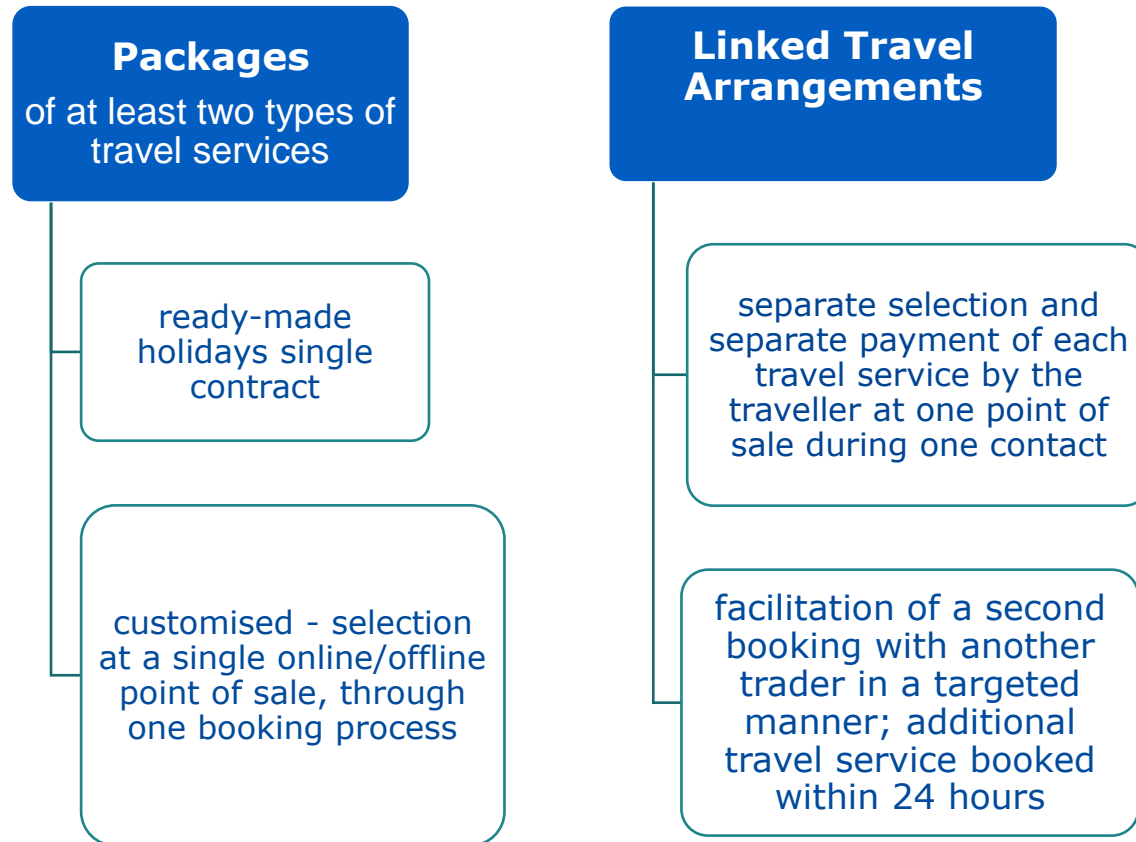 Packages
of at least two types of
travel services
ready-made
holidays single
contract
customised - selection
at a single online/offline
point of sale, through
one booking process
Linked Travel
Arrangements
separate selection and
separate payment of each
travel service by the
traveller at one point of
sale during one contact
facilitation of a second
booking with another
trader in a targeted
manner; additional
travel service booked
within 24 hours